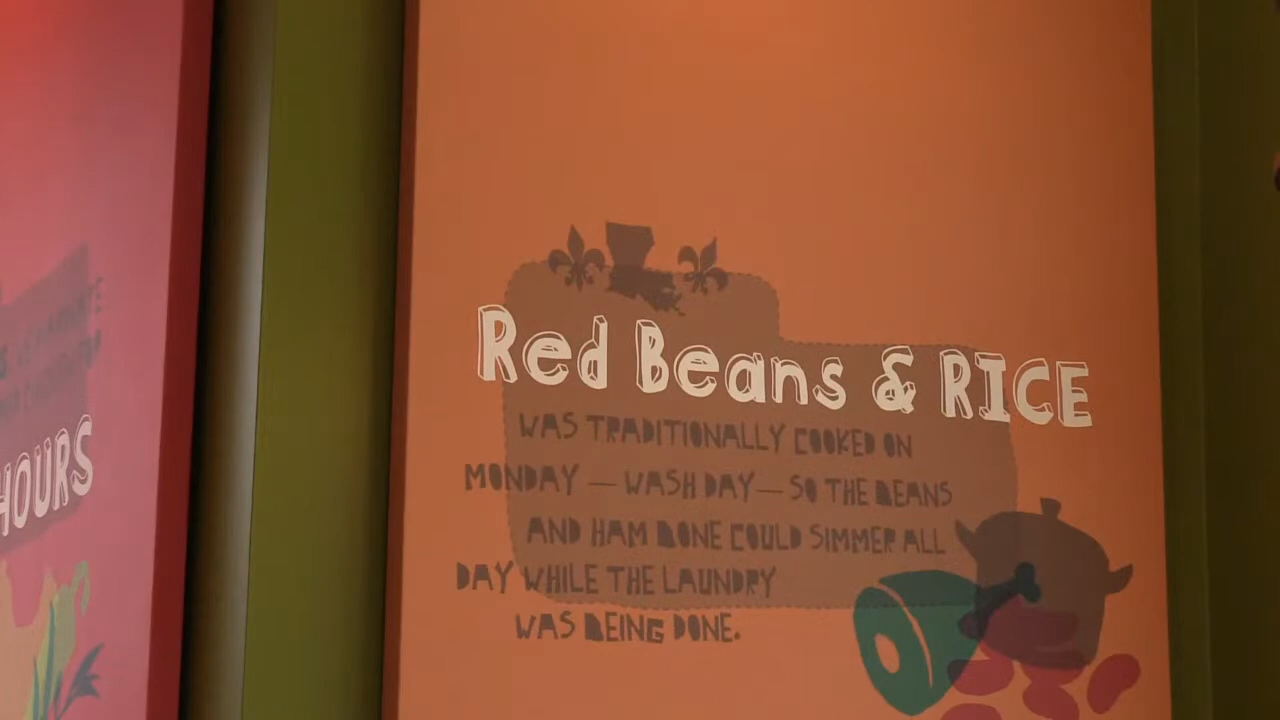 HOURS
Red Beans & RICE
WAS TRADITIONALLY COOKED ON
MONDAY — WASH DAY — SO THE BEANS
AND HAM BONE COULD SIMMER ALL
DAY WHILE THE LAUNDRY
WAS BEING DONE.